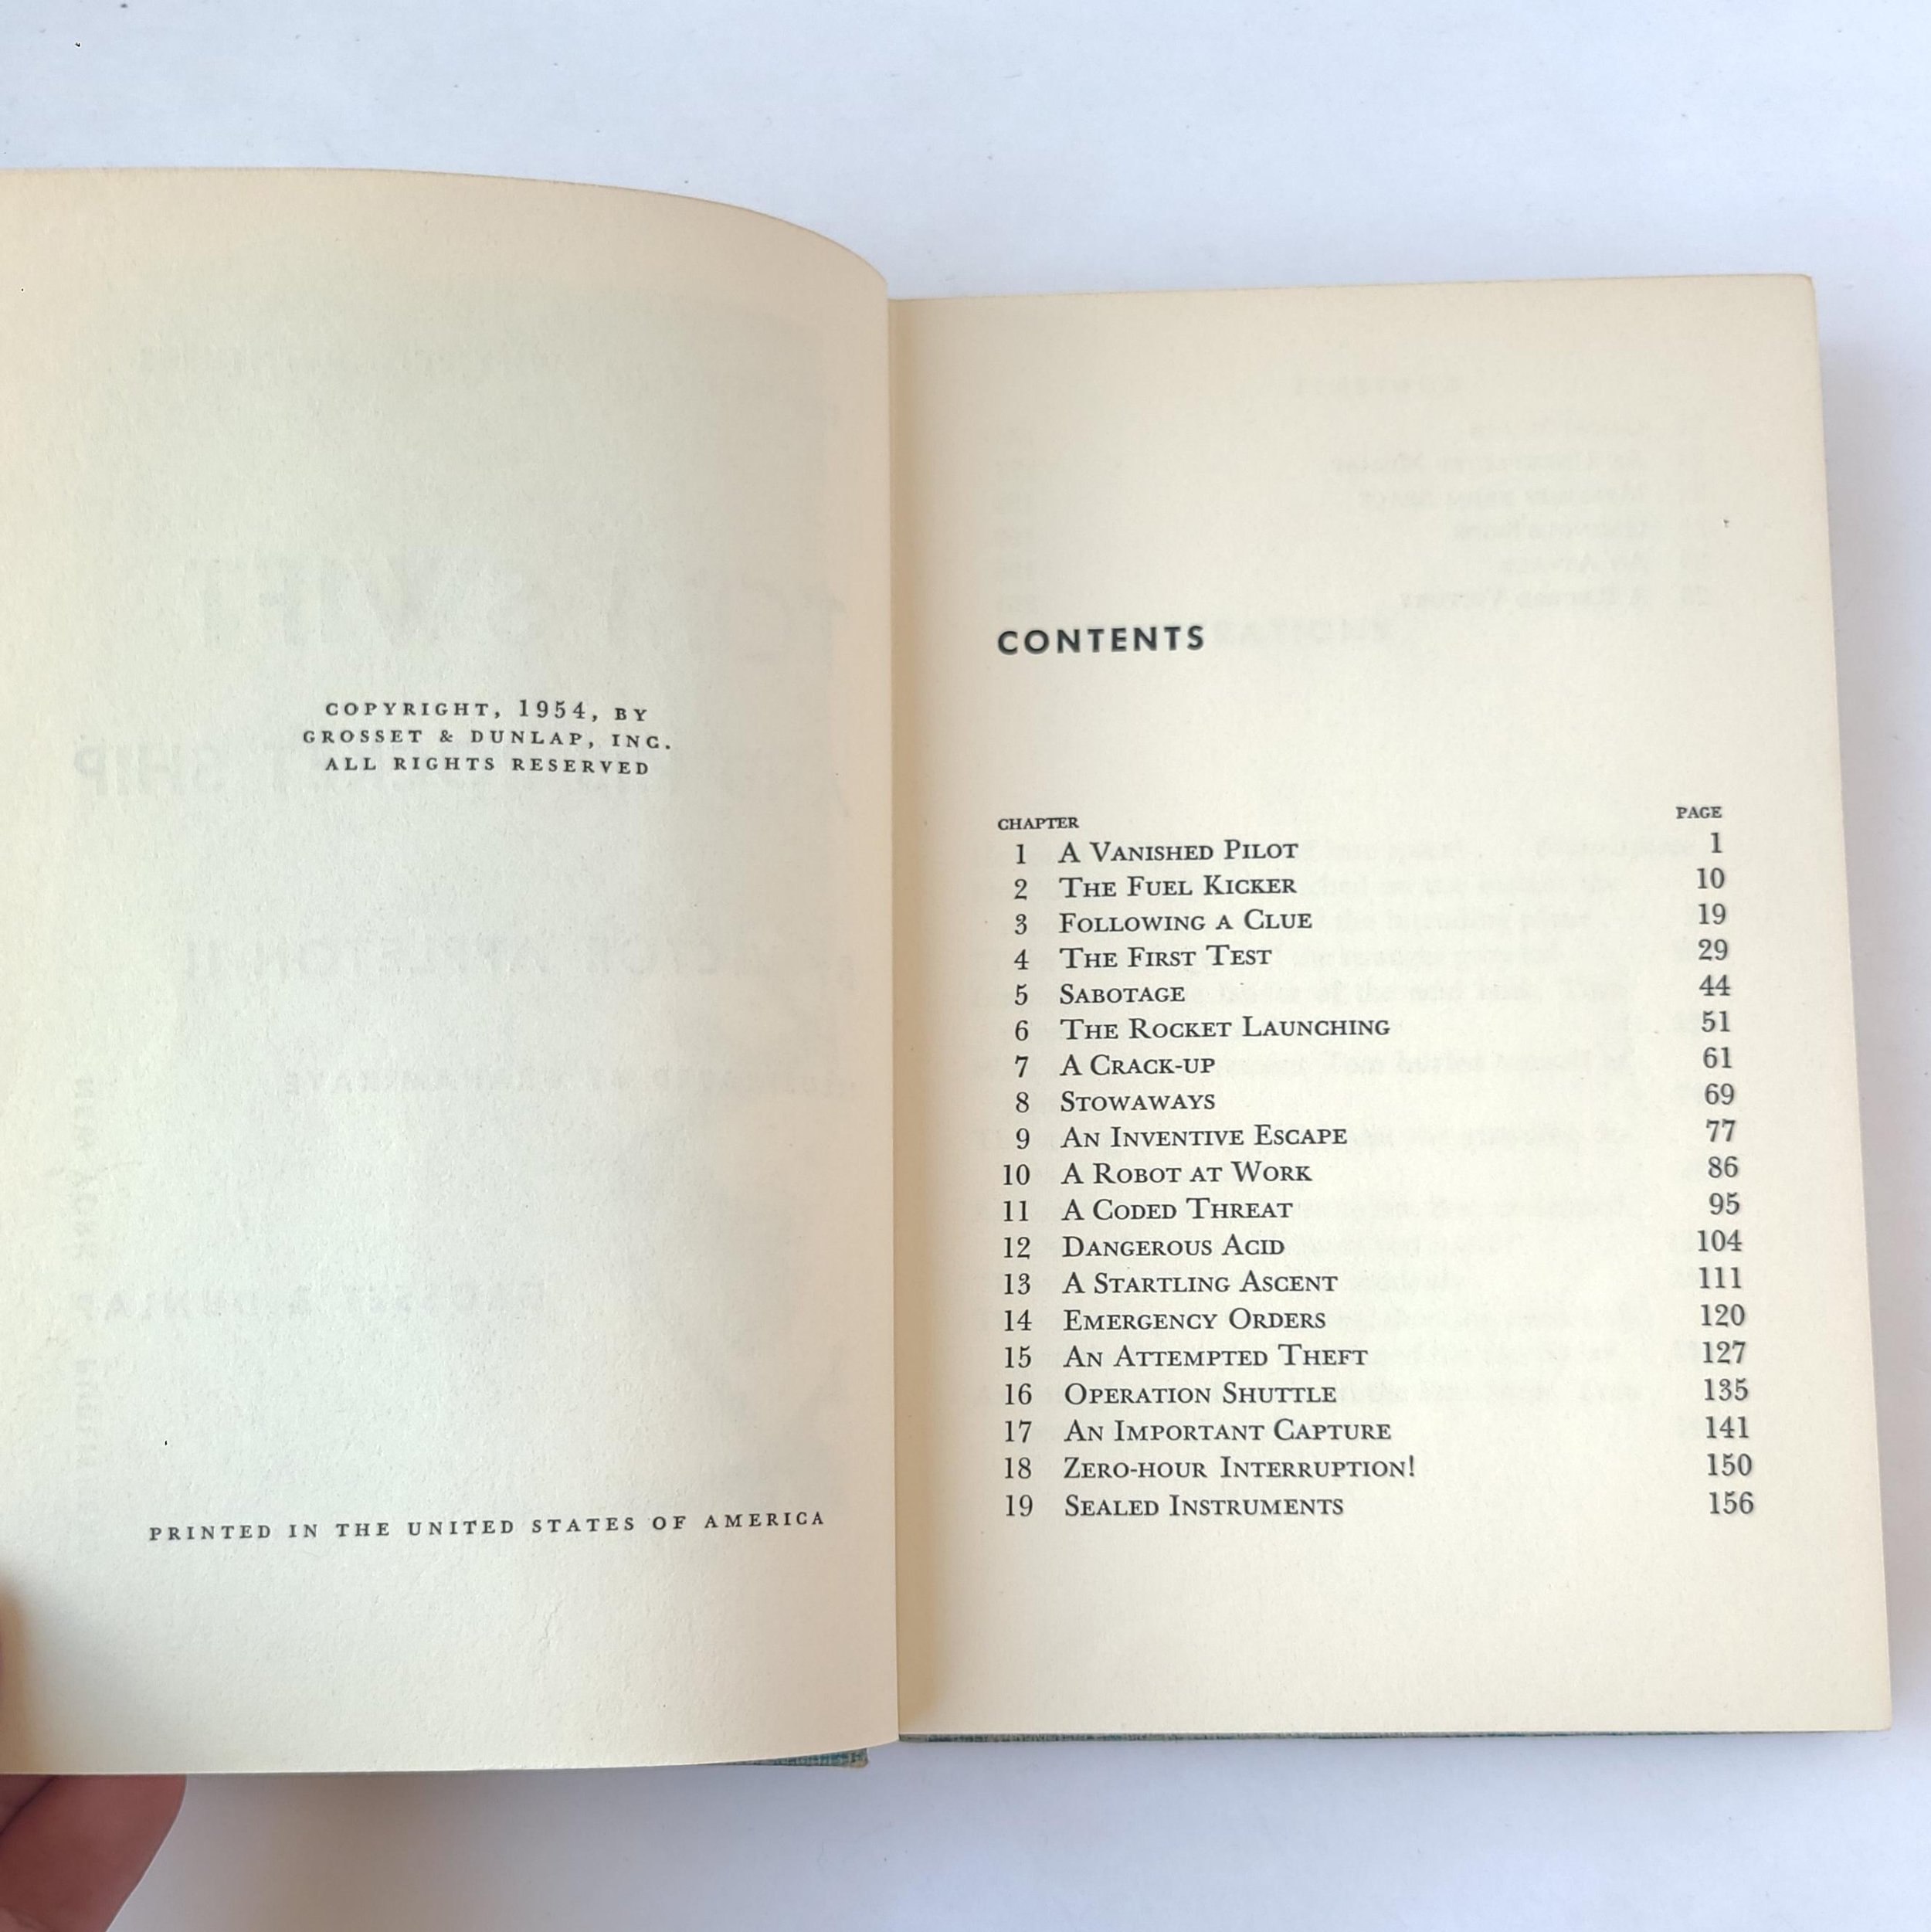 COPYRIGHT, 1954, BY
GROSSET & DUNLAP, INC.
ALL RIGHTS RESERVED
PRINTED IN THE UNITED STATES OF AMERICA
CONTENTS
CHAPTER PAGE
1 A VANISHED PILOT 1
2 THE FUEL KICKER 10
3 FOLLOWING A CLUE 19
4 THE FIRST TEST 29
5 SABOTAGE 44
6 THE ROCKET LAUNCHING 51
7 A CRACK-UP 61
8 STOWAWAYS 69
9 AN INVENTIVE ESCAPE 77
10 A ROBOT AT WORK 86
11 A CODED THREAT 95
12 DANGEROUS ACID 104
13 A STARTLING ASCENT 111
14 EMERGENCY ORDERS 120
15 AN ATTEMPTED THEFT 127
16 OPERATION SHUTTLE 135
17 AN IMPORTANT CAPTURE 141
18 ZERO-HOUR INTERRUPTION! 150
19 SEALED INSTRUMENTS 156